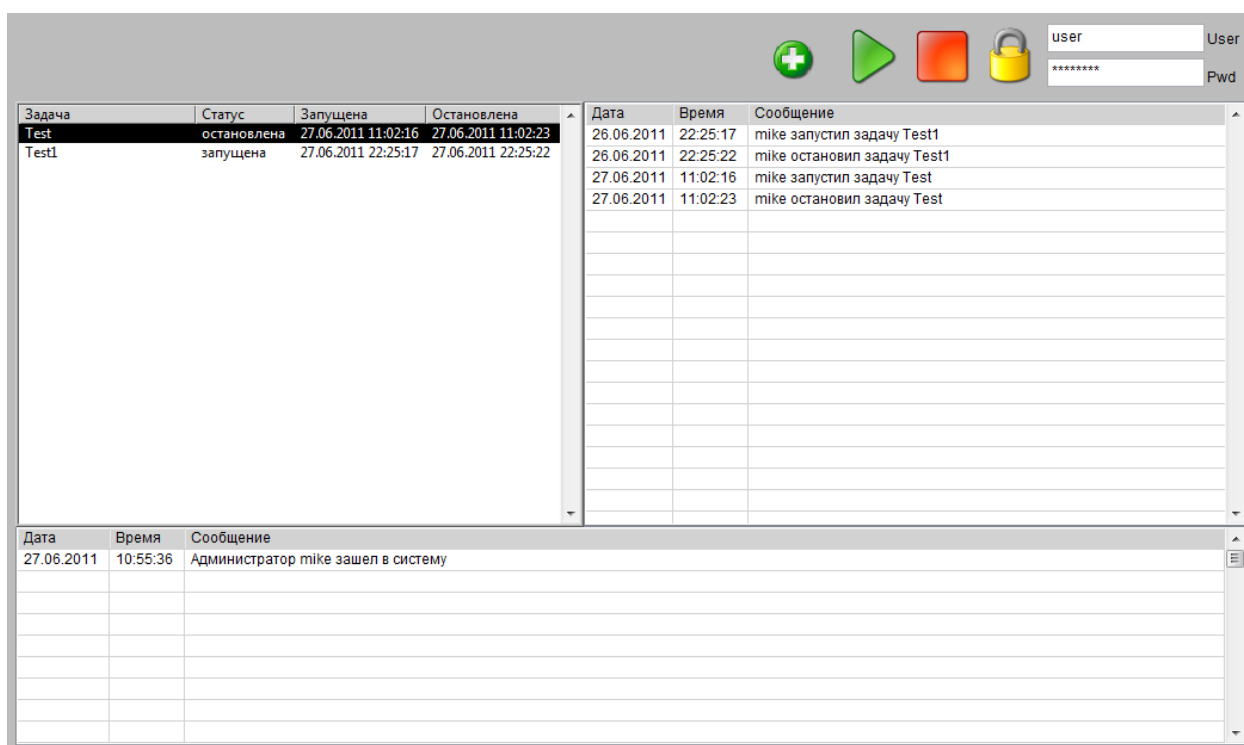 user User
******** Pwd
Задача Статус Запущена Остановлена
Test остановлена 27.06.2011 11:02:16 27.06.2011 11:02:23
Test1 запущена 27.06.2011 22:25:17 27.06.2011 22:25:22
Дата Время Сообщение
26.06.2011 22:25:17 mike запустил задачу Test1
26.06.2011 22:25:22 mike остановил задачу Test1
27.06.2011 11:02:16 mike запустил задачу Test
27.06.2011 11:02:23 mike остановил задачу Test
Дата Время Сообщение
27.06.2011 10:55:36 Администратор mike зашел в систему